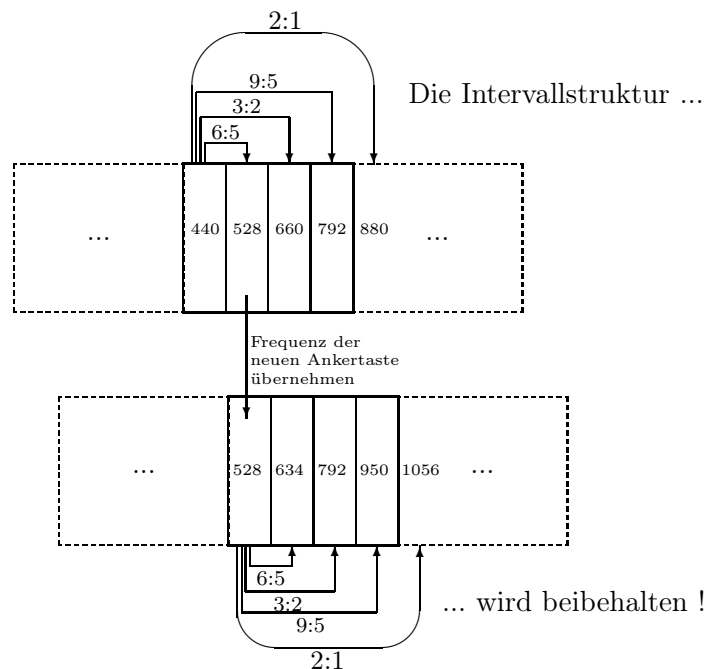 2:1
9:5
Die Intervallstruktur ...
3:2
6:5
... 440 528 660 792 880 ...
Frequenz der
neuen Ankertaste
übernehmen
... 528 634 792 950 1056 ...
6:5
3:2
... wird beibehalten !
9:5
2:1